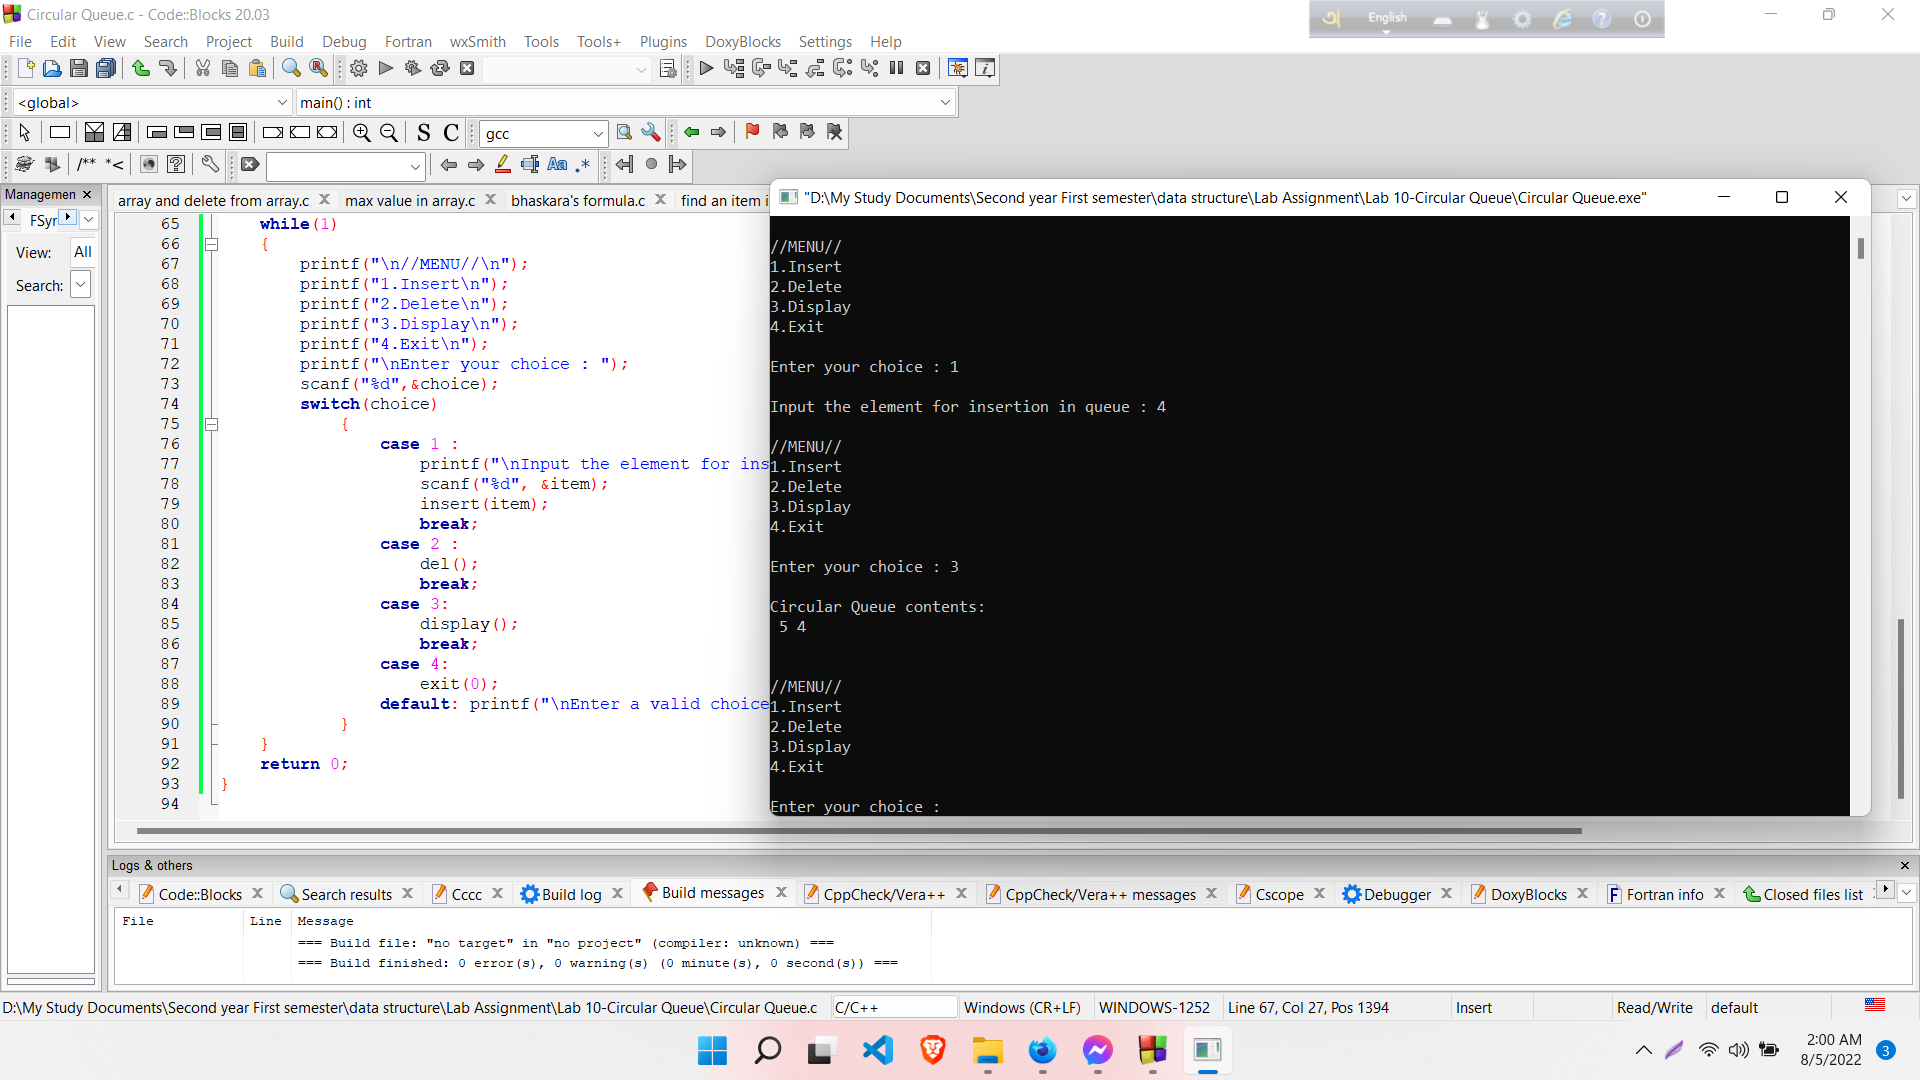 Circular Queue.c - Code::Blocks 20.03
English
File Edit View Search Project Build Debug Fortran wxSmith Tools Tools+ Plugins DoxyBlocks Settings Help
<global> main() : int
S C gcc
/** *<
Aa .*
Managemen
FSyr
View: All
Search:
array and delete from array.c max value in array.c bhaskara's formula.c find an item i
65 while(1)
66 {
67 printf("\n//MENU//\n");
68 printf("1.Insert\n");
69 printf("2.Delete\n");
70 printf("3.Display\n");
71 printf("4.Exit\n");
72 printf("\nEnter your choice : ");
73 scanf("%d",&choice);
74 switch(choice)
75 {
76 case 1 :
77 printf("\nInput the element for ins
78 scanf("%d", &item);
79 insert(item);
80 break;
81 case 2 :
82 del();
83 break;
84 case 3:
85 display();
86 break;
87 case 4:
88 exit(0);
89 default: printf("\nEnter a valid choice
90 }
91 }
92 return 0;
93 }
94
"D:\My Study Documents\Second year First semester\data structure\Lab Assignment\Lab 10-Circular Queue\Circular Queue.exe"
//MENU//
1.Insert
2.Delete
3.Display
4.Exit
Enter your choice : 1
Input the element for insertion in queue : 4
//MENU//
1.Insert
2.Delete
3.Display
4.Exit
Enter your choice : 3
Circular Queue contents:
5 4
//MENU//
1.Insert
2.Delete
3.Display
4.Exit
Enter your choice :
Logs & others
Code::Blocks Search results Cccc Build log Build messages CppCheck/Vera++ CppCheck/Vera++ messages Cscope Debugger DoxyBlocks Fortran info Closed files list
File Line Message
=== Build file: "no target" in "no project" (compiler: unknown) ===
=== Build finished: 0 error(s), 0 warning(s) (0 minute(s), 0 second(s)) ===
D:\My Study Documents\Second year First semester\data structure\Lab Assignment\Lab 10-Circular Queue\Circular Queue.c C/C++ Windows (CR+LF) WINDOWS-1252 Line 67, Col 27, Pos 1394 Insert Read/Write default
2:00 AM
8/5/2022
3